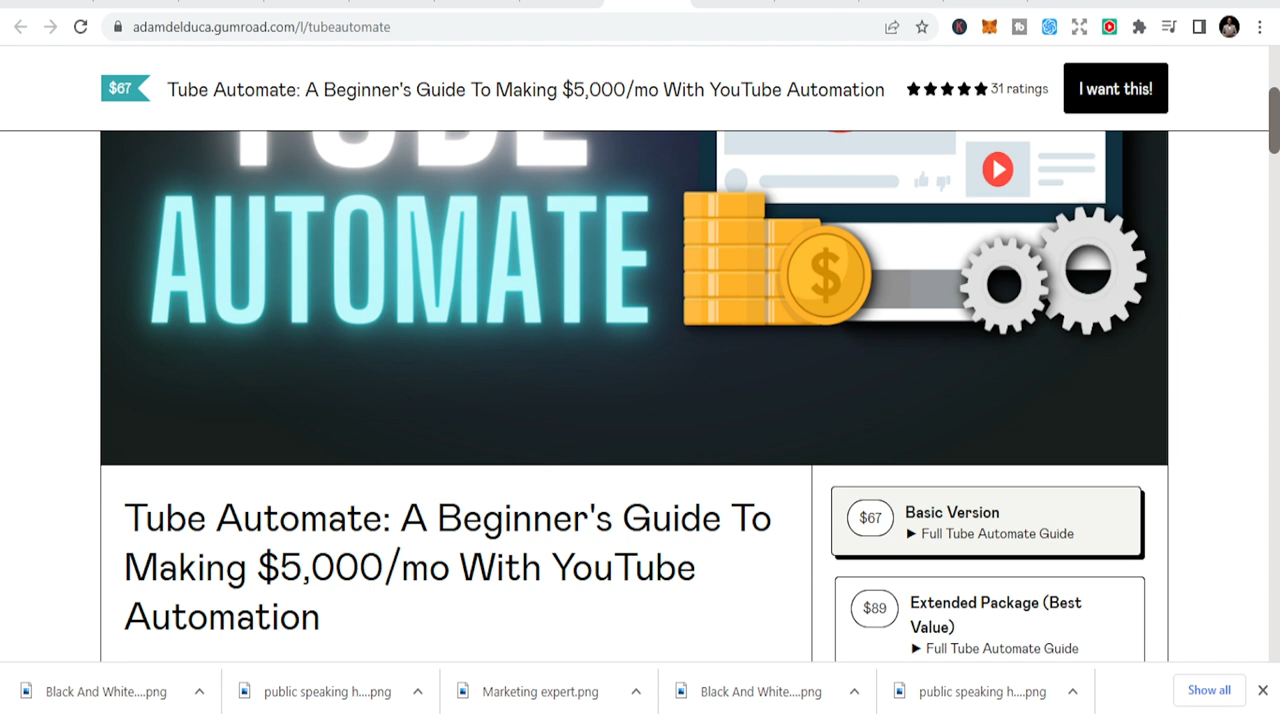 adamdelduca.gumroad.com/l/tubeautomate
$67
Tube Automate: A Beginner's Guide To Making $5,000/mo With YouTube Automation
31 ratings
I want this!
TUBE
AUTOMATE
$
Tube Automate: A Beginner's Guide To
Making $5,000/mo With YouTube
Automation
$67
Basic Version
► Full Tube Automate Guide
$89
Extended Package (Best
Value)
► Full Tube Automate Guide
Black And White....png
public speaking h....png
Marketing expert.png
Black And White....png
public speaking h....png
Show all